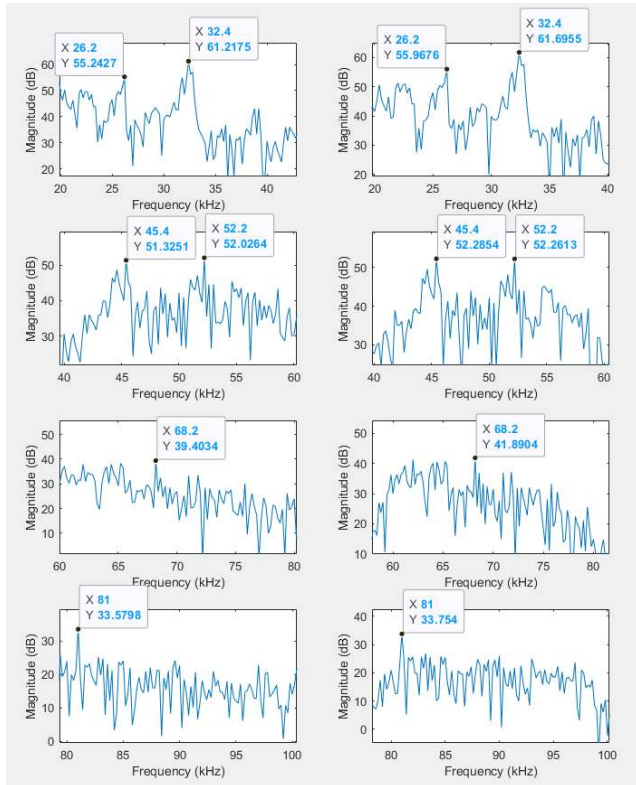 X 26.2
Y 55.2427
X 32.4
Y 61.2175
Magnitude (dB)
60
50
40
30
20
20
25
30
35
40
Frequency (kHz)
X 26.2
Y 55.9676
X 32.4
Y 61.6955
Magnitude (dB)
60
50
40
30
20
20
25
30
35
40
Frequency (kHz)
X 45.4
Y 51.3251
X 52.2
Y 52.0264
Magnitude (dB)
50
40
30
40
45
50
55
60
Frequency (kHz)
X 45.4
Y 52.2854
X 52.2
Y 52.2613
Magnitude (dB)
50
40
30
40
45
50
55
60
Frequency (kHz)
X 68.2
Y 39.4034
Magnitude (dB)
50
40
30
20
10
60
65
70
75
80
Frequency (kHz)
X 68.2
Y 41.8904
Magnitude (dB)
50
40
30
20
10
60
65
70
75
80
Frequency (kHz)
X 81
Y 33.5798
Magnitude (dB)
30
20
10
0
80
85
90
95
100
Frequency (kHz)
X 81
Y 33.754
Magnitude (dB)
40
30
20
10
0
80
85
90
95
100
Frequency (kHz)